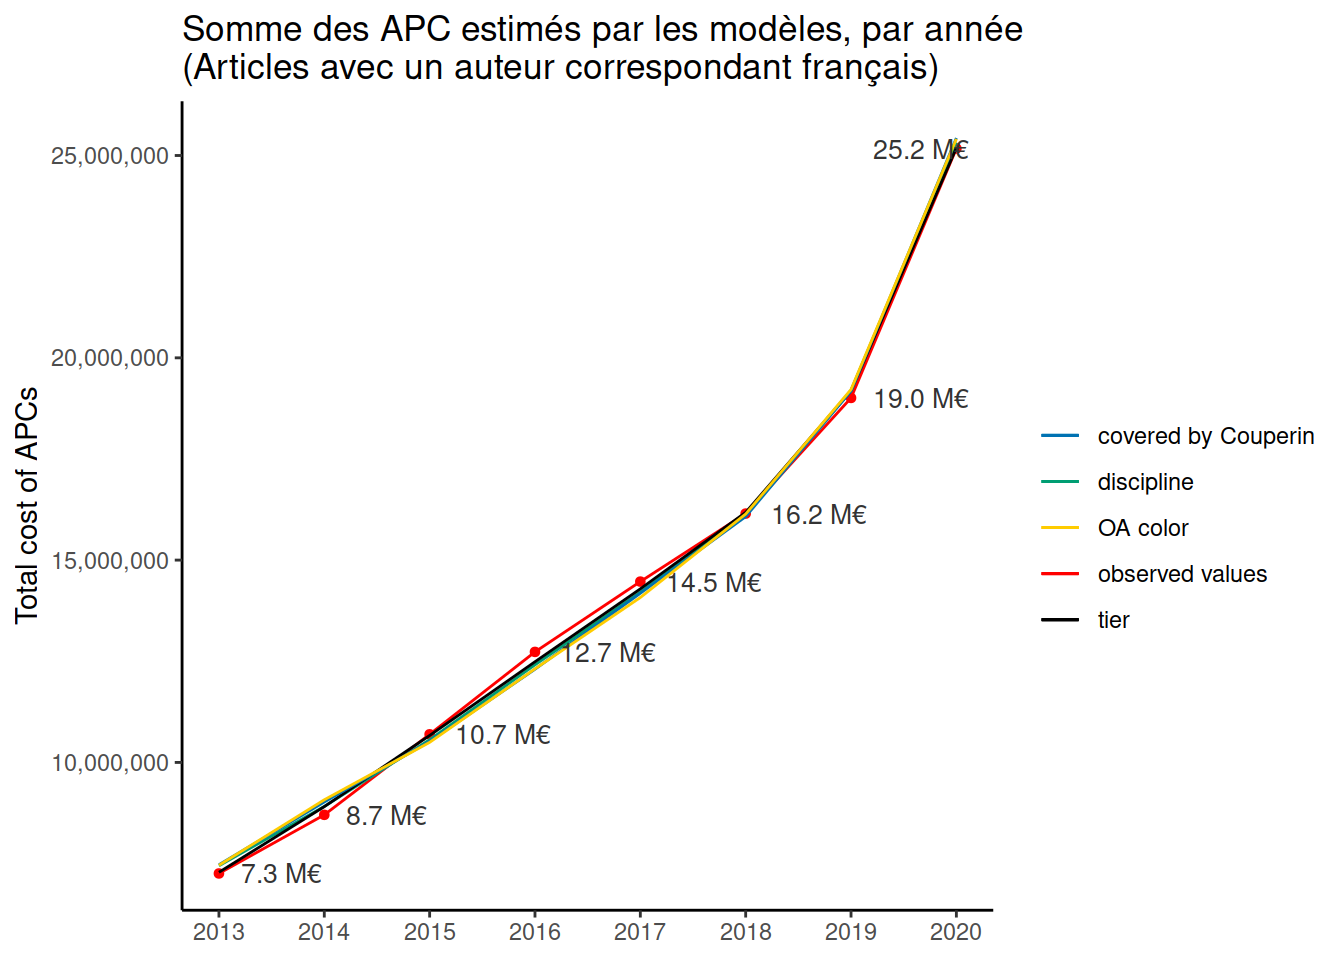 Somme des APC estimés par les modèles, par année
(Articles avec un auteur correspondant français)
Total cost of APCs
25,000,000
20,000,000
15,000,000
10,000,000
25.2 M€
19.0 M€
16.2 M€
14.5 M€
12.7 M€
10.7 M€
8.7 M€
7.3 M€
2013 2014 2015 2016 2017 2018 2019 2020
covered by Couperin
discipline
OA color
observed values
tier